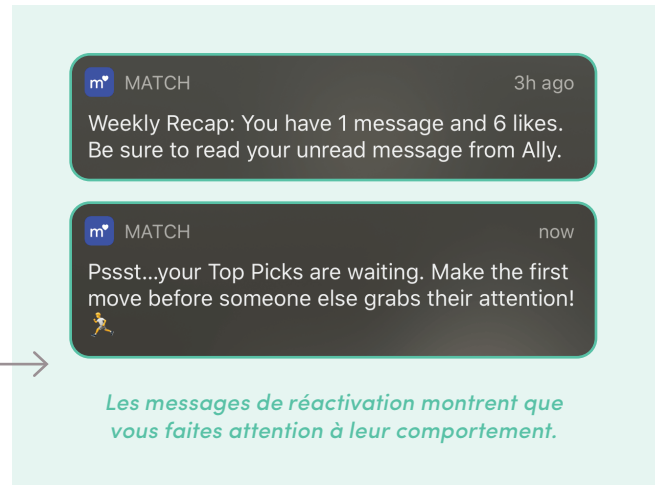 m MATCH 3h ago
Weekly Recap: You have 1 message and 6 likes.
Be sure to read your unread message from Ally.
m MATCH now
Pssst...your Top Picks are waiting. Make the first
move before someone else grabs their attention!
🏃
Les messages de réactivation montrent que
vous faites attention à leur comportement.